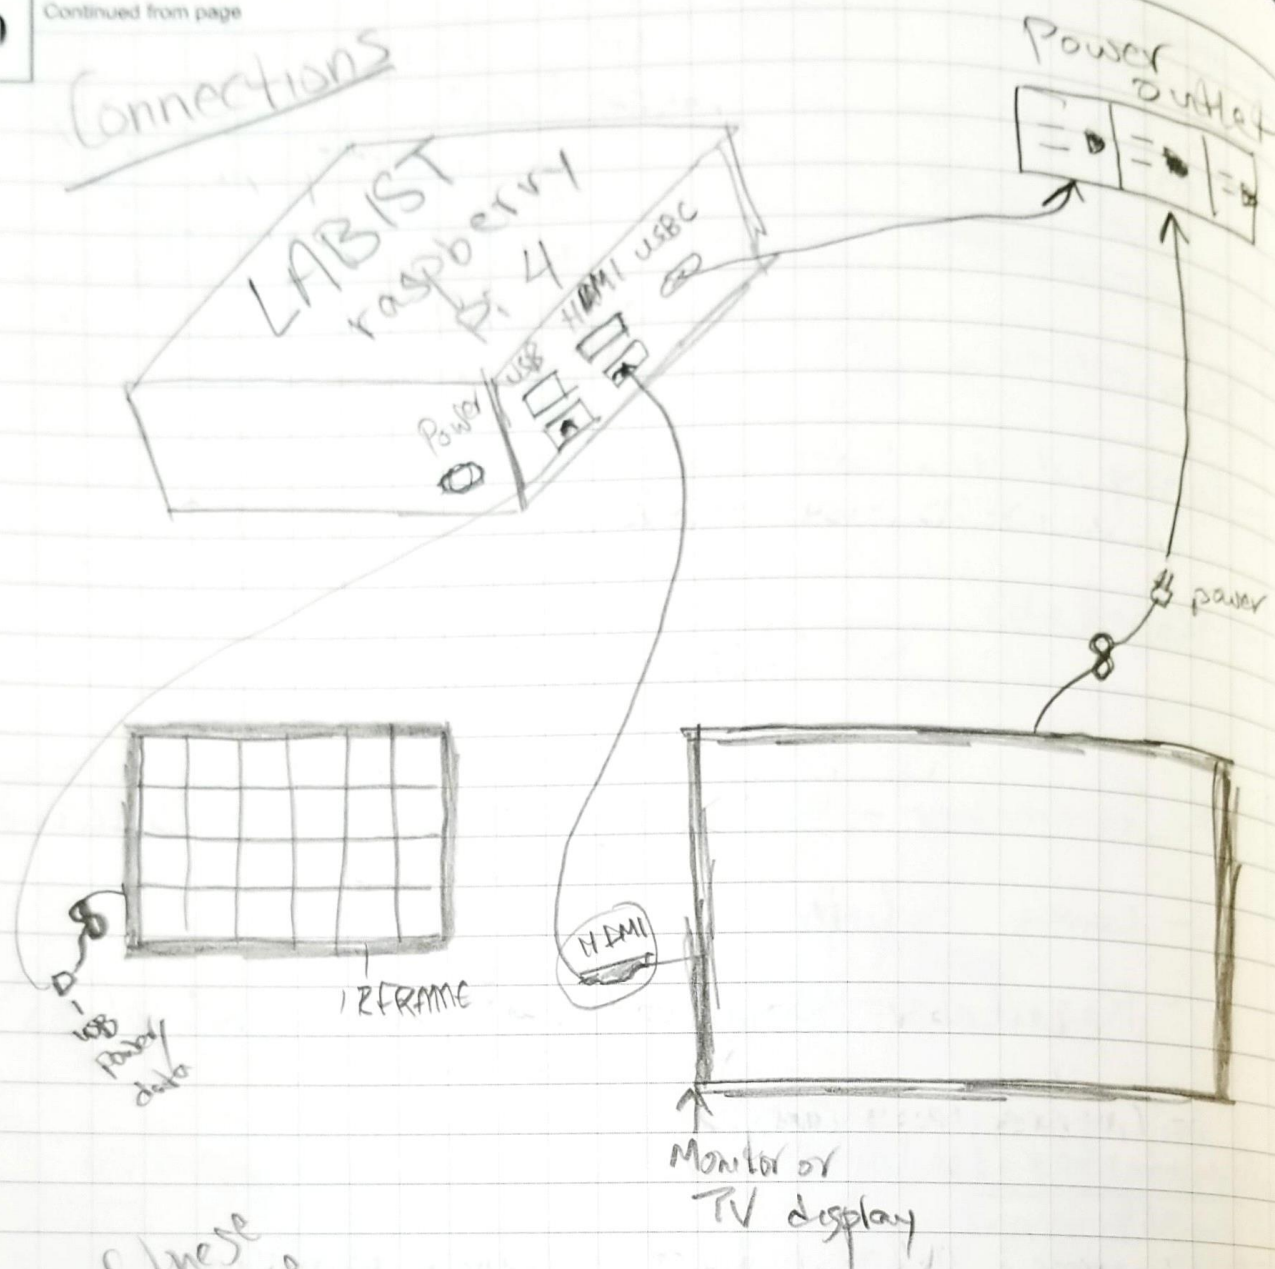 Continued from page
Connections
Power
outlet
LABIST
raspberry
Pi 4
USBC
HDMI
USB
Power
power
HDMI
IRFRAME
USB
Power/
data
Monitor or
TV display